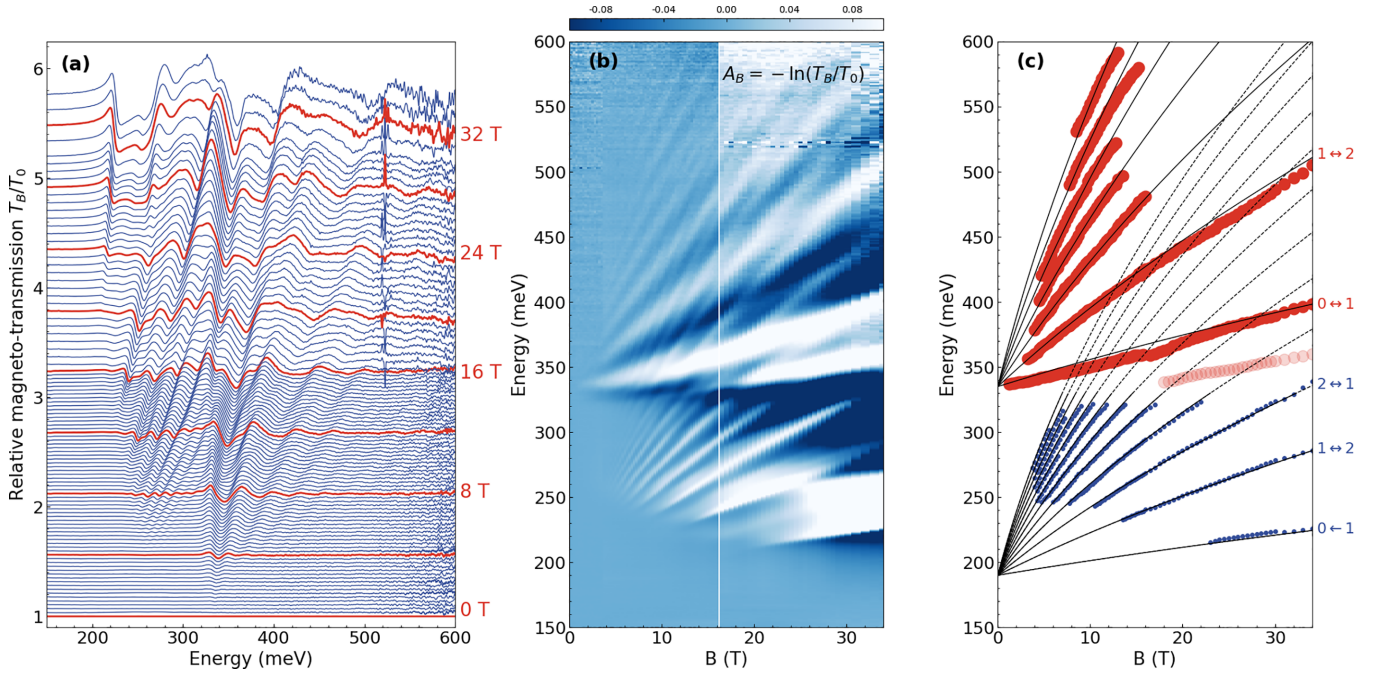 -0.08 -0.04 0.00 0.04 0.08
(a)
Relative magneto-transmission T_B/T_0
6
5
4
3
2
1
200 300 400 500 600
Energy (meV)
32 T
24 T
16 T
8 T
0 T
(b)
A_B = −ln(T_B/T_0)
Energy (meV)
600
550
500
450
400
350
300
250
200
150
0 10 20 30
B (T)
(c)
Energy (meV)
600
550
500
450
400
350
300
250
200
150
0 10 20 30
B (T)
1↔2
0↔1
2↔1
1↔2
0←1